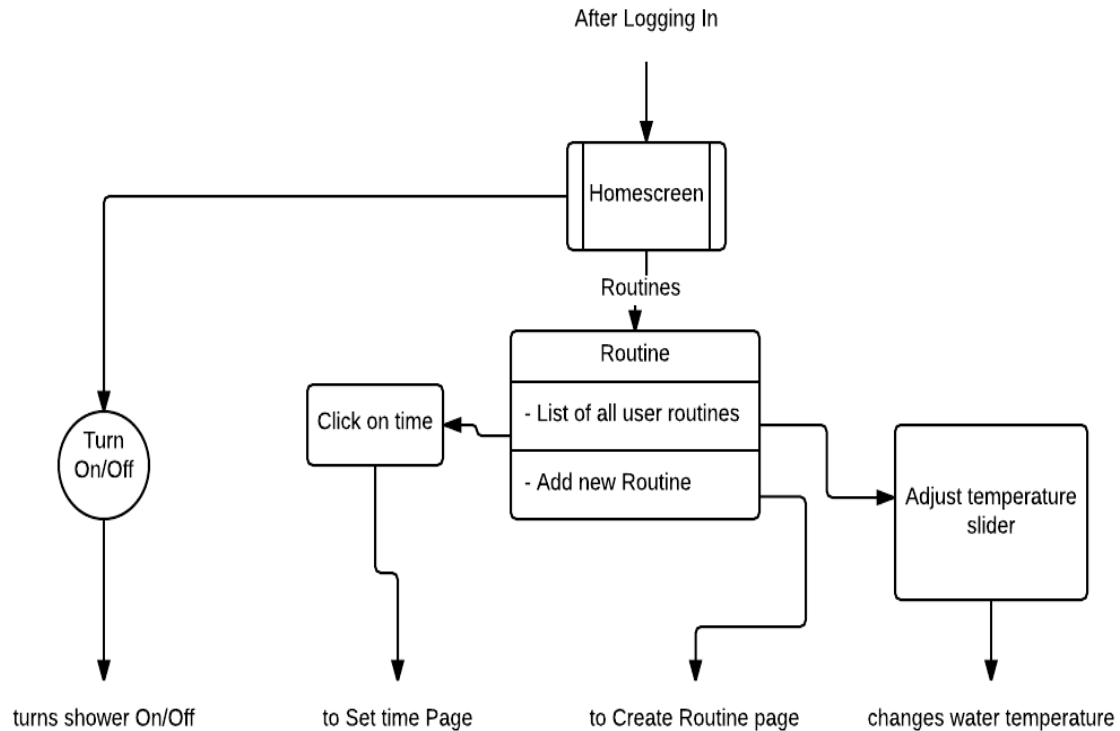 After Logging In
Homescreen
Routines
Routine
- List of all user routines
- Add new Routine
Click on time
Turn
On/Off
Adjust temperature
slider
turns shower On/Off
to Set time Page
to Create Routine page
changes water temperature